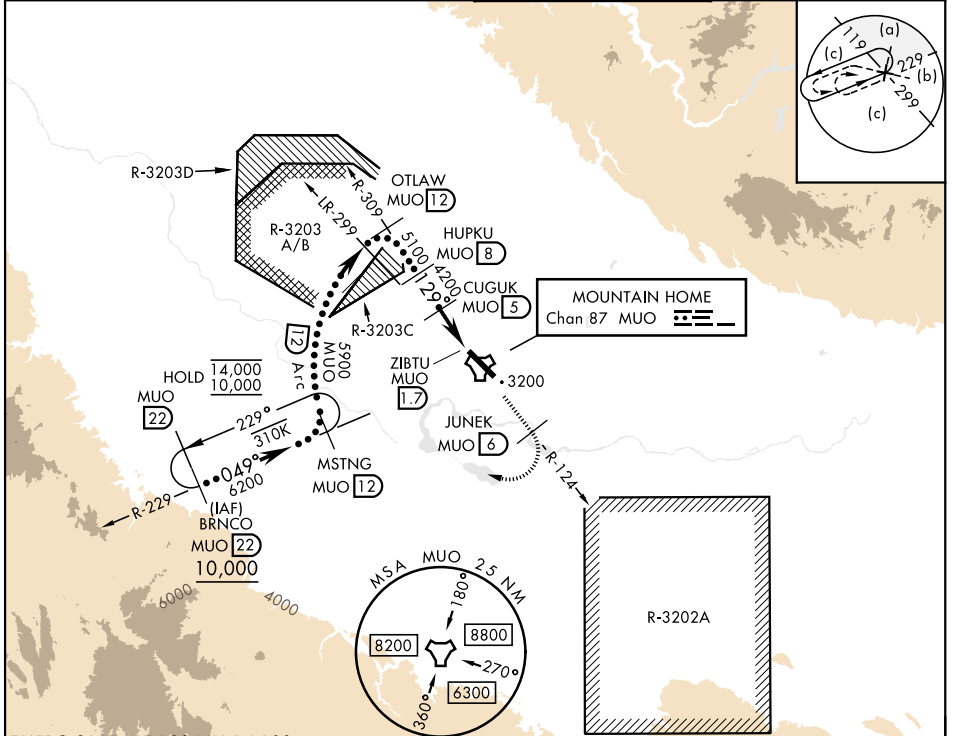 (a)
119
229
(c)
(b)
299
(c)
R-3203D
OTLAW
MUO 12
R-309
LR-299
R-3203
A/B
5100
HUPKU
MUO 8
4200
129°
CUGUK
MUO 5
MOUNTAIN HOME
Chan 87 MUO
R-3203C
12
Arc
5900
MUO
ZIBTU
MUO
1.7
3200
HOLD 14,000
10,000
MUO
22
229°
310K
JUNEK
MUO 6
049°
6200
MSTNG
MUO 12
R-124
R-229
(IAF)
BRNCO
MUO 22
10,000
6000
4000
MSA MUO 25 NM
180°
8200
8800
270°
6300
360°
R-3202A